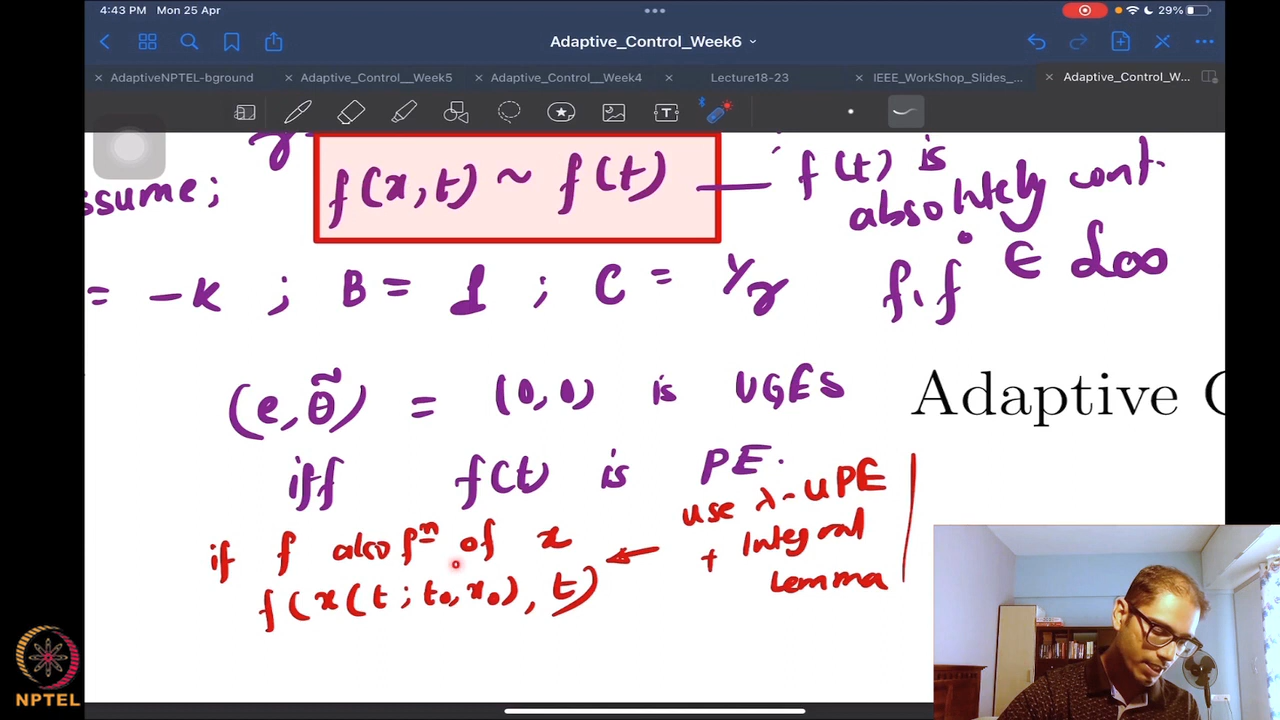 4:43 PM Mon 25 Apr
29%
Adaptive_Control_Week6
AdaptiveNPTEL-bground
Adaptive_Control__Week5
Adaptive_Control__Week4
Lecture18-23
IEEE_WorkShop_Slides_...
Adaptive_Control_W...
ssume; f(x,t) ~ f(t) — f(t) is
absolutely cont.
= -k ; B = 1 ; C = 1/γ f, ḟ ∈ L∞
(e, θ̃) = (0,0) is UGES
Adaptive C
iff f(t) is PE.
if f also fⁿ of x
f(x(t; t₀, x₀), t)
use λ-UPE
+ Integral
lemma
NPTEL